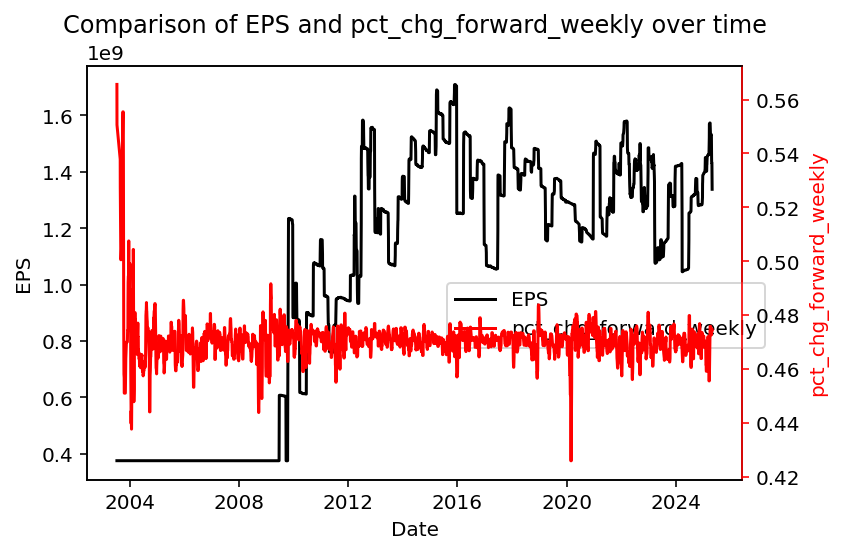 Comparison of EPS and pct_chg_forward_weekly over time
1e9
1.6
1.4
1.2
1.0
0.8
0.6
0.4
EPS
0.56
0.54
0.52
0.50
0.48
0.46
0.44
0.42
pct_chg_forward_weekly
EPS
pct_chg_forward_weekly
2004 2008 2012 2016 2020 2024
Date